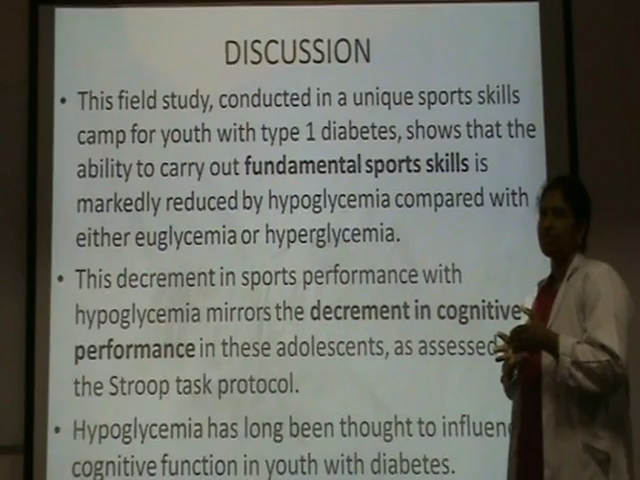 DISCUSSION
• This field study, conducted in a unique sports skills
camp for youth with type 1 diabetes, shows that the
ability to carry out fundamental sports skills is
markedly reduced by hypoglycemia compared with
either euglycemia or hyperglycemia.
• This decrement in sports performance with
hypoglycemia mirrors the decrement in cognitive
performance in these adolescents, as assessed
the Stroop task protocol.
• Hypoglycemia has long been thought to
cognitive function in youth with diabetes.